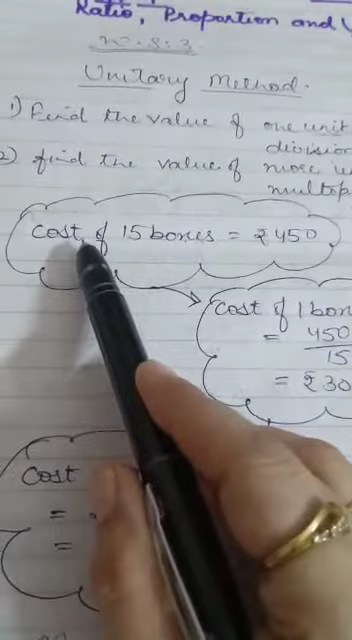 Ratio, Proportion and
W.S:3
Unitary Method.
1) Find the value of one unit
division
2) find the value of more
multip
Cost of 15 boxes = ₹450
Cost of 1 box
= 450
15
= ₹30
Cost
=
=